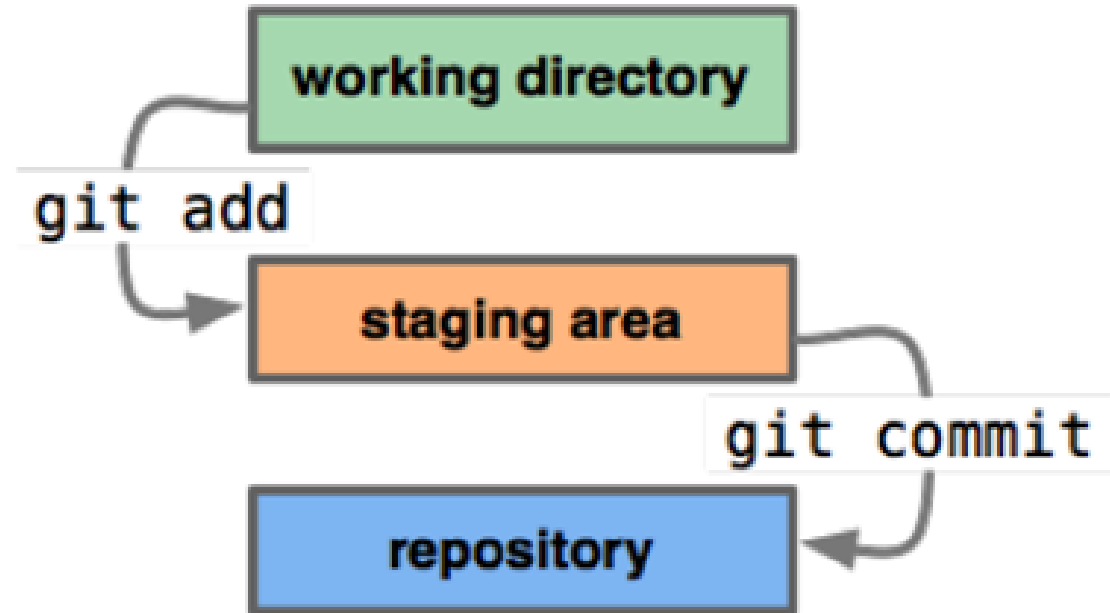 working directory
git add
staging area
git commit
repository